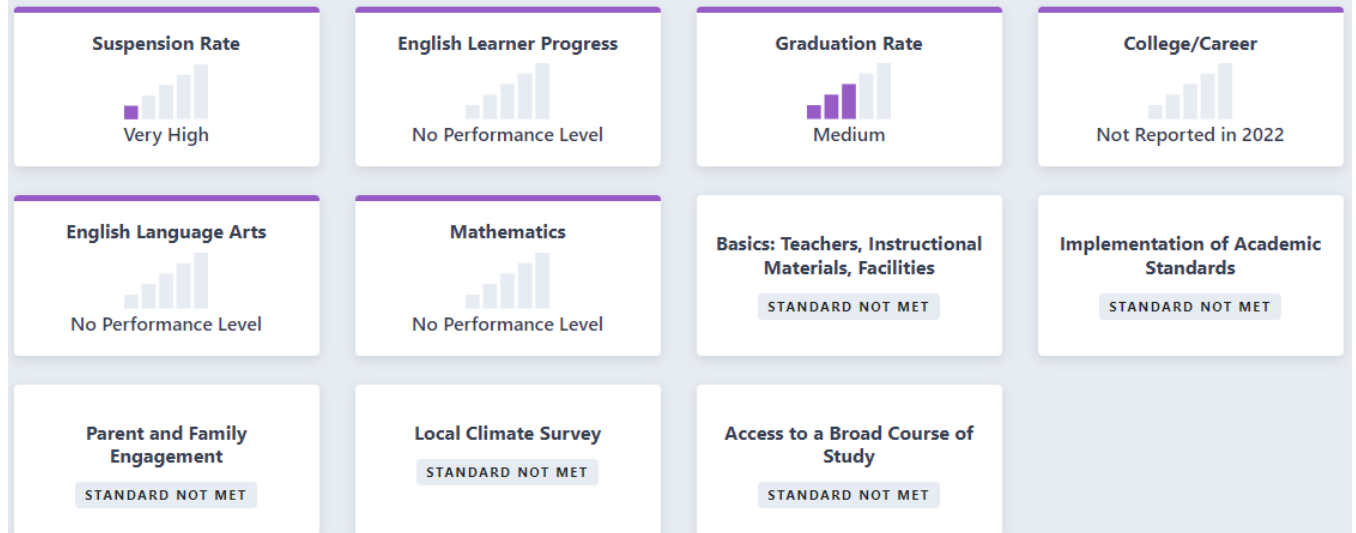 Suspension Rate
Very High
English Learner Progress
No Performance Level
Graduation Rate
Medium
College/Career
Not Reported in 2022
English Language Arts
No Performance Level
Mathematics
No Performance Level
Basics: Teachers, Instructional
Materials, Facilities
STANDARD NOT MET
Implementation of Academic
Standards
STANDARD NOT MET
Parent and Family
Engagement
STANDARD NOT MET
Local Climate Survey
STANDARD NOT MET
Access to a Broad Course of
Study
STANDARD NOT MET